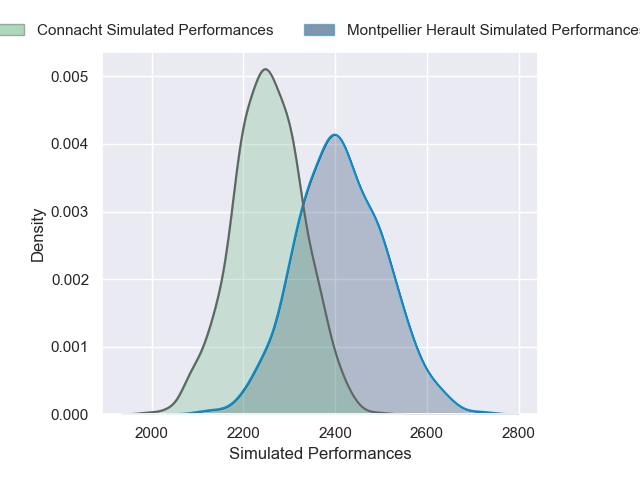 Connacht Simulated Performances Montpellier Herault Simulated Performance
0.005
0.004
0.003
0.002
0.001
0.000
Density
2000 2200 2400 2600 2800
Simulated Performances